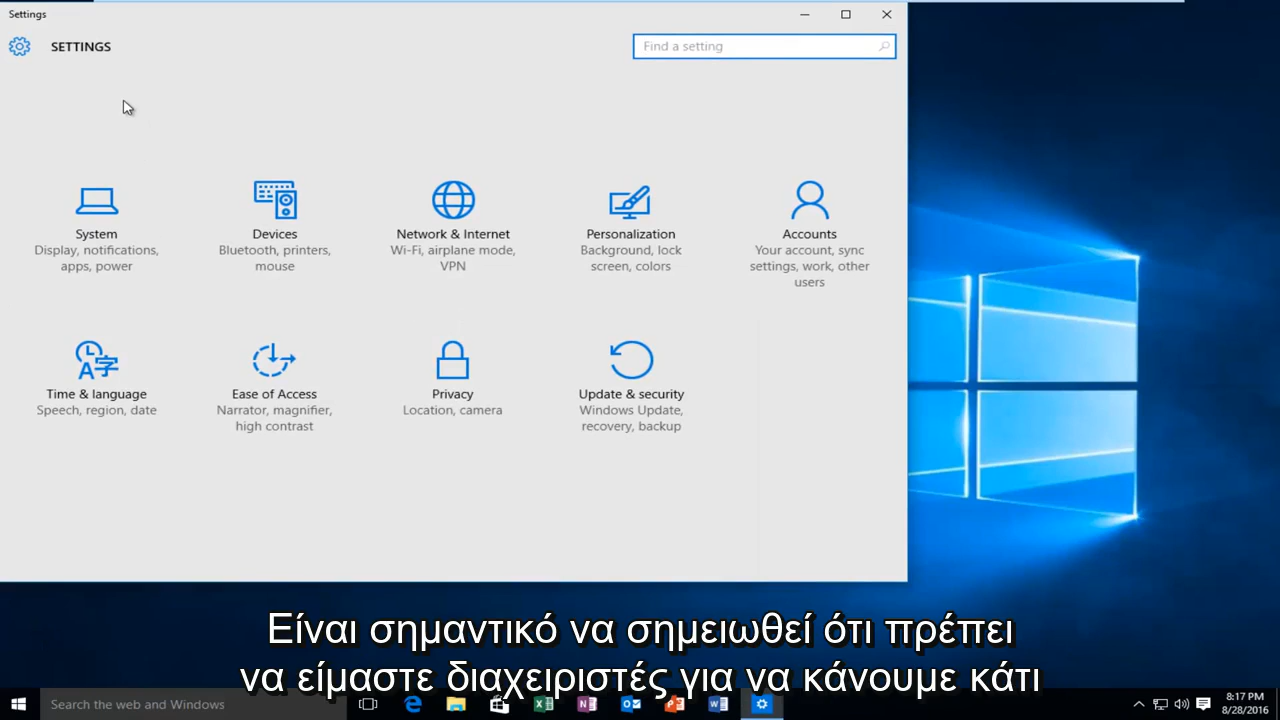 Settings
SETTINGS
Find a setting
System
Display, notifications,
apps, power
Devices
Bluetooth, printers,
mouse
Network & Internet
Wi-Fi, airplane mode,
VPN
Personalization
Background, lock
screen, colors
Accounts
Your account, sync
settings, work, other
users
Time & language
Speech, region, date
Ease of Access
Narrator, magnifier,
high contrast
Privacy
Location, camera
Update & security
Windows Update,
recovery, backup
Είναι σημαντικό να σημειωθεί ότι πρέπει
να είμαστε διαχειριστές για να κάνουμε κάτι
Search the web and Windows
8:17 PM
8/28/2016